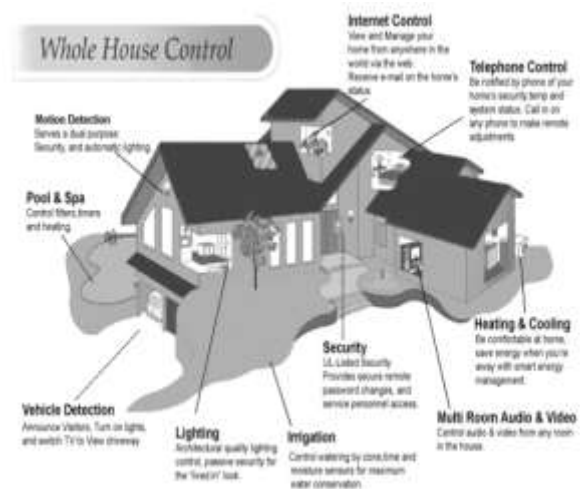 Whole House Control
Internet Control
View and Manage your
home from anywhere in the
world via the web.
Receive e-mail on the home's
status.
Telephone Control
Be notified by phone of your
home's security, temp and
system status. Call in on
any phone to make remote
adjustments
Motion Detection
Serves a dual purpose:
Security, and automatic lighting.
Pool & Spa
Control filters, timers
and heating.
Heating & Cooling
Be comfortable at home,
save energy when you're
away with smart energy
management.
Security
UL-Listed Security
Provides secure remote
password changes, and
service personnel access.
Multi Room Audio & Video
Control audio & video from any room
in the house.
Vehicle Detection
Announce Visitors, Turn on lights,
and switch TV to View driveway.
Lighting
Architectural quality lighting
control, passive security for
the "lived in" look.
Irrigation
Control watering by zone, time and
moisture sensors for maximum
water conservation.